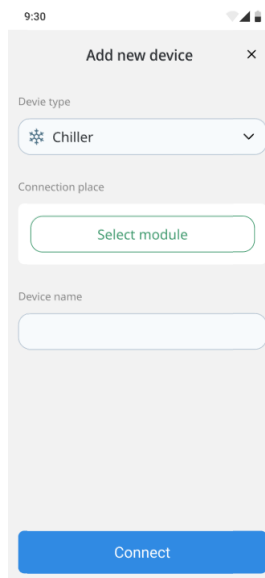 9:30
Add new device
Devie type
Chiller
Connection place
Select module
Device name
Connect